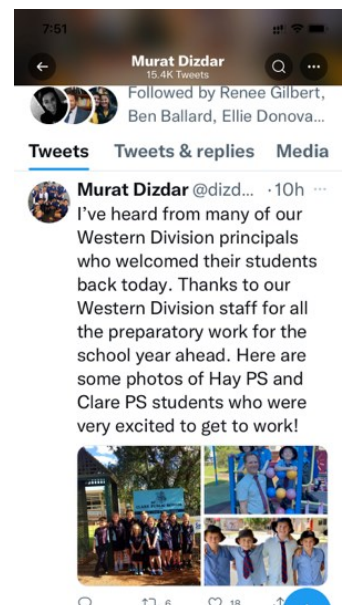 7:51
Murat Dizdar
15.4K Tweets
Followed by Renee Gilbert,
Ben Ballard, Ellie Donova...
Tweets Tweets & replies Media
Murat Dizdar @dizd... · 10h ...
I've heard from many of our
Western Division principals
who welcomed their students
back today. Thanks to our
Western Division staff for all
the preparatory work for the
school year ahead. Here are
some photos of Hay PS and
Clare PS students who were
very excited to get to work!
CLARE PUBLIC SCHOOL
6 18